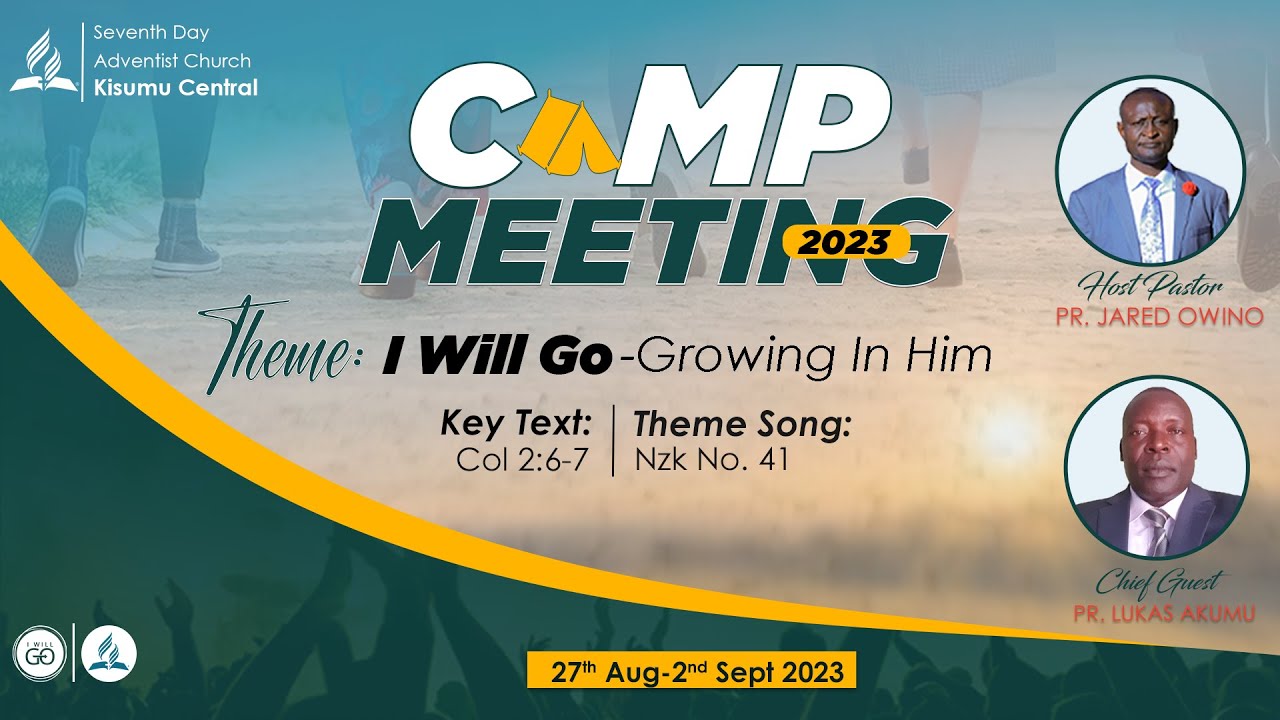 Seventh Day
Adventist Church
Kisumu Central
CAMP
MEETING
2023
Theme: I Will Go -Growing In Him
Key Text:
Col 2:6-7
Theme Song:
Nzk No. 41
Host Pastor
PR. JARED OWINO
Chief Guest
PR. LUKAS AKUMU
I WILL
GO
27th Aug-2nd Sept 2023